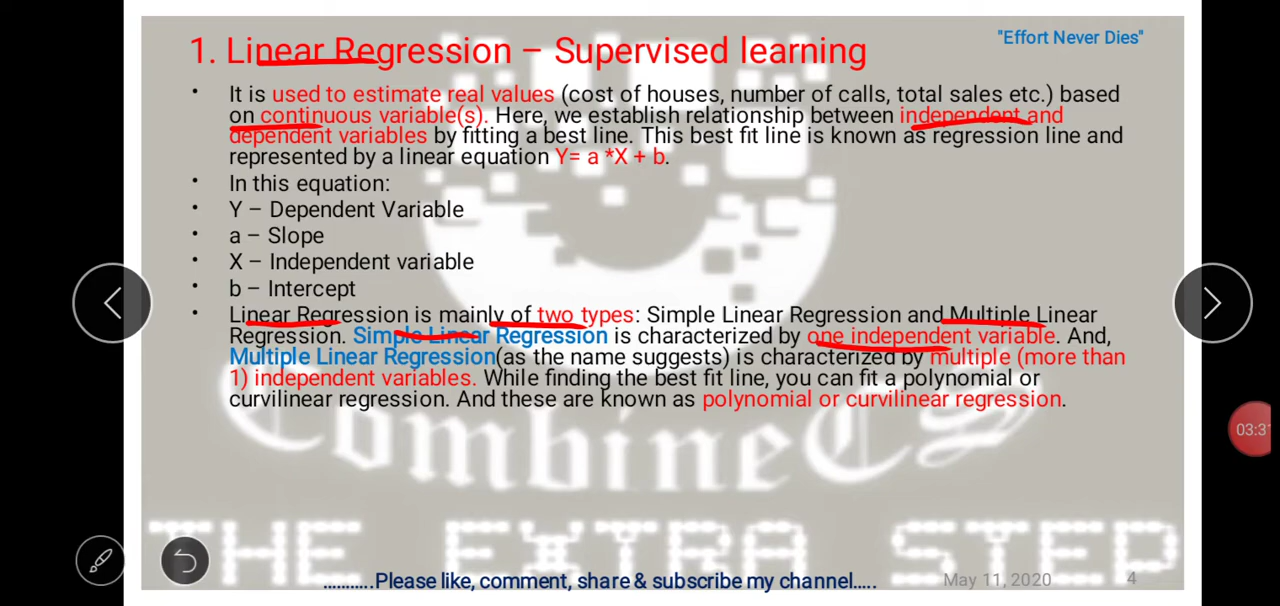 "Effort Never Dies"
1. Linear Regression – Supervised learning
• It is used to estimate real values (cost of houses, number of calls, total sales etc.) based
on continuous variable(s). Here, we establish relationship between independent and
dependent variables by fitting a best line. This best fit line is known as regression line and
represented by a linear equation Y= a *X + b.
• In this equation:
• Y – Dependent Variable
• a – Slope
• X – Independent variable
• b – Intercept
• Linear Regression is mainly of two types: Simple Linear Regression and Multiple Linear
Regression. Simple Linear Regression is characterized by one independent variable. And,
Multiple Linear Regression(as the name suggests) is characterized by multiple (more than
1) independent variables. While finding the best fit line, you can fit a polynomial or
curvilinear regression. And these are known as polynomial or curvilinear regression.
03:31
CombineCS
THE EXTRA STEP
...........Please like, comment, share & subscribe my channel.....
May 11, 2020
4